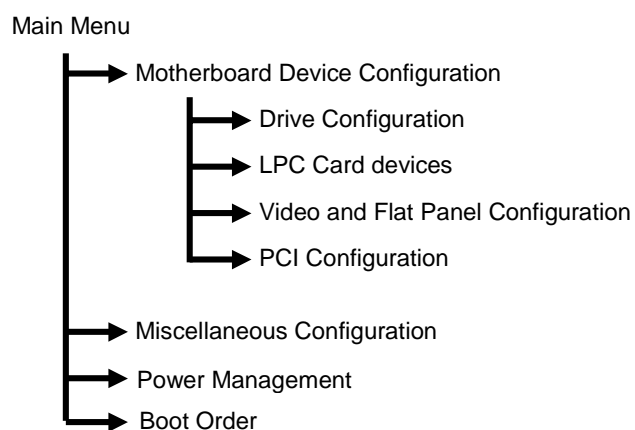 Main Menu
Motherboard Device Configuration
Drive Configuration
LPC Card devices
Video and Flat Panel Configuration
PCI Configuration
Miscellaneous Configuration
Power Management
Boot Order